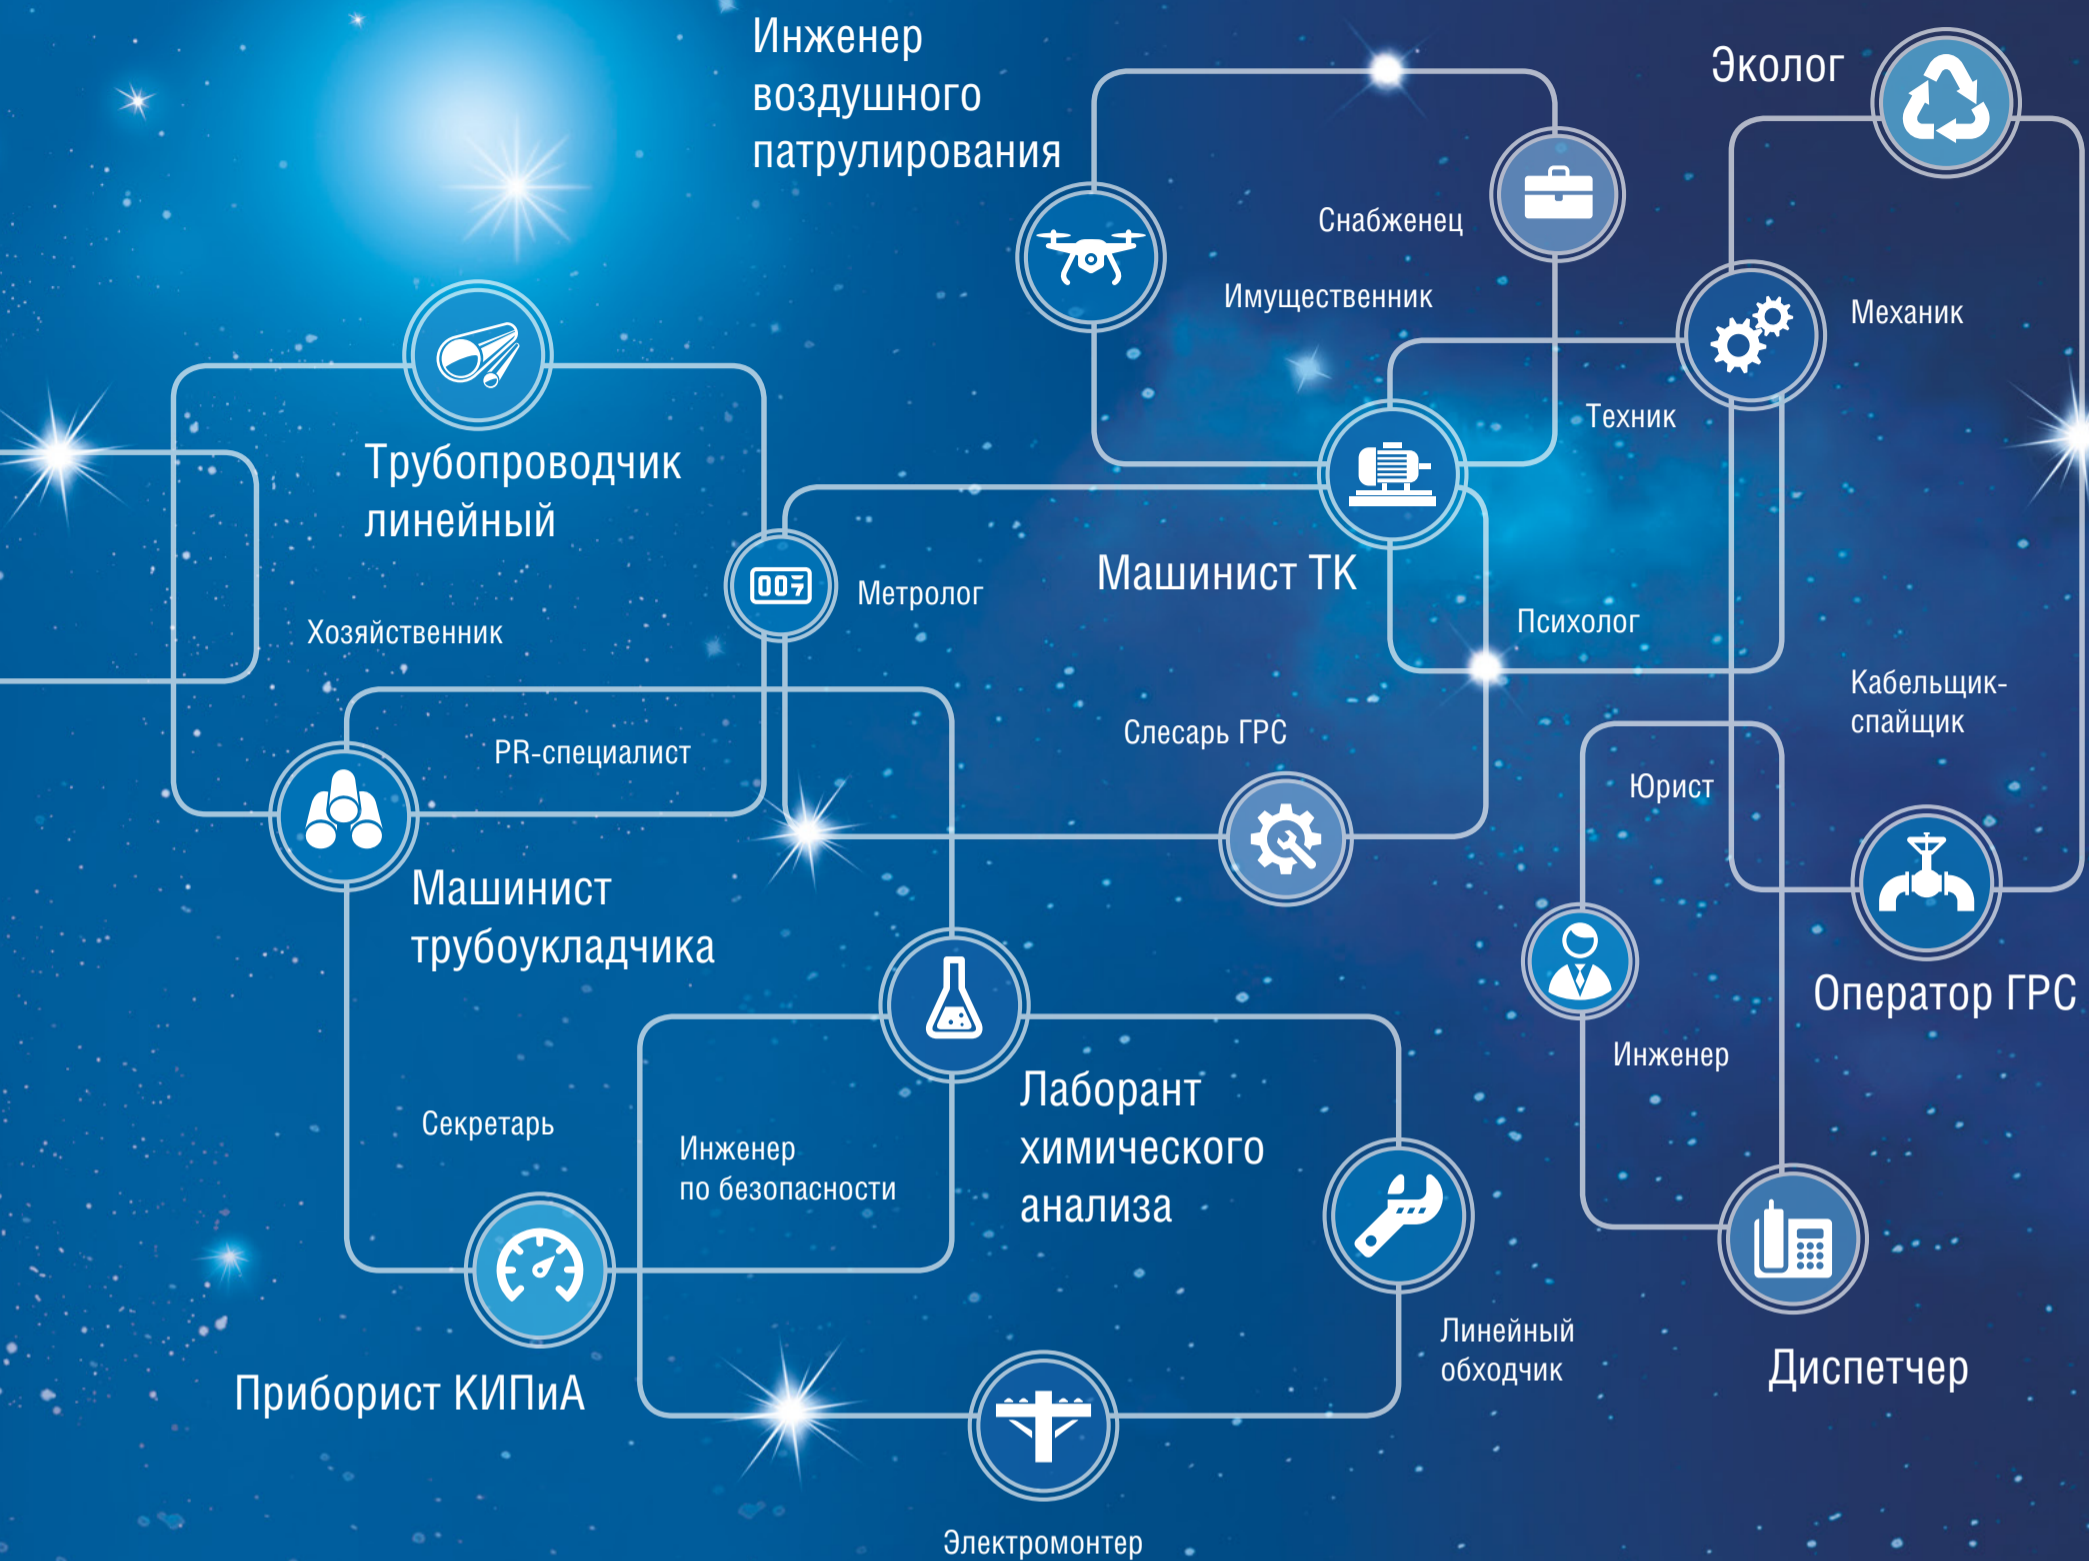 Инженер
воздушного
патрулирования
Эколог
Снабженец
Имущественник
Механик
Техник
Трубопроводчик
линейный
Метролог
Машинист ТК
Хозяйственник
Психолог
Кабельщик-
спайщик
PR-специалист
Слесарь ГРС
Юрист
007
Машинист
трубоукладчика
Оператор ГРС
Инженер
Лаборант
химического
анализа
Секретарь
Инженер
по безопасности
Линейный
обходчик
Приборист КИПиА
Диспетчер
Электромонтер